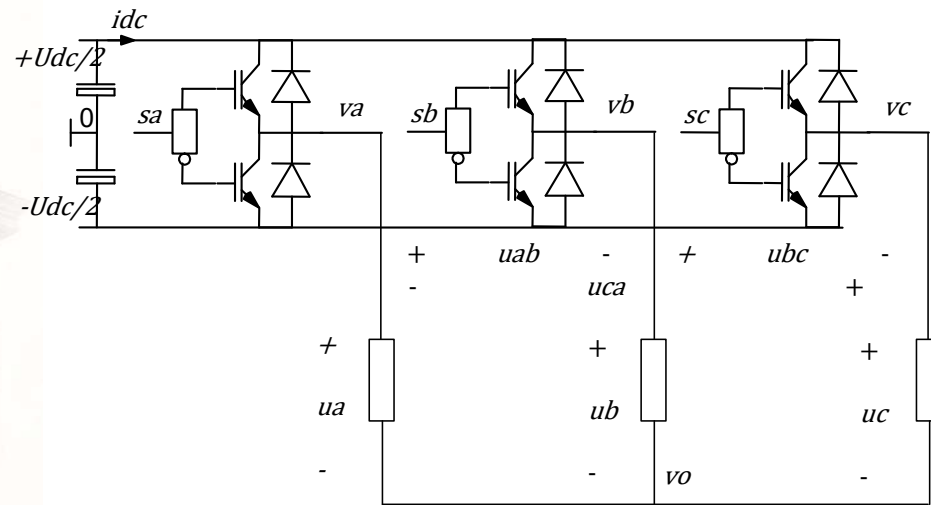 idc
+Udc/2
0
-Udc/2
sa
va
sb
vb
sc
vc
+ uab - + ubc -
- uca +
+ + +
ua ub uc
- - -
vo